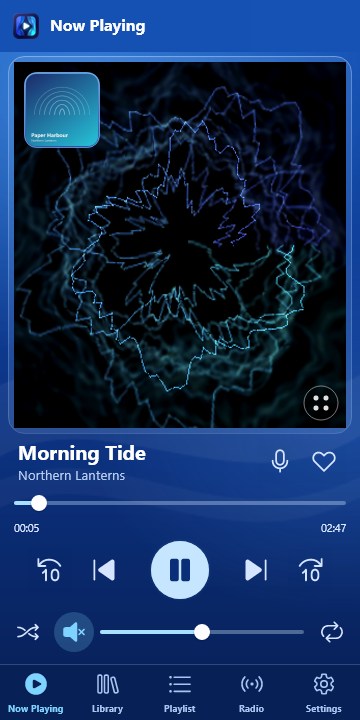 Now Playing
Paper Harbour
Morning Tide
Northern Lanterns
00:05
02:47
10
10
Now Playing
Library
Playlist
Radio
Settings